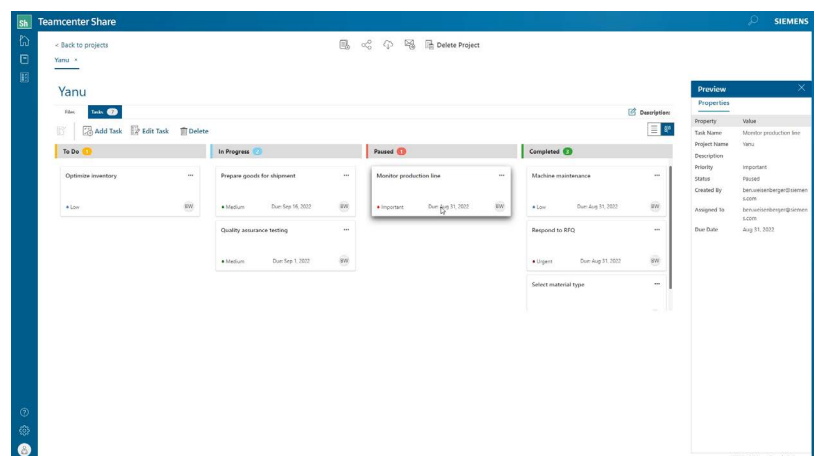 Sh Teamcenter Share
SIEMENS
< Back to projects
Delete Project
Yanu ×
Yanu
Files
Tasks 7
Description:
Add Task
Edit Task
Delete
To Do 1
In Progress 2
Paused 1
Completed 3
Optimize inventory ...
Low
BW
Prepare goods for shipment ...
Medium
Due: Sep 16, 2022
BW
Quality assurance testing ...
Medium
Due: Sep 1, 2022
BW
Monitor production line ...
Important
Due: Aug 31, 2022
BW
Machine maintenance ...
Low
Due: Aug 31, 2022
BW
Respond to RFQ ...
Urgent
Due: Aug 31, 2022
BW
Select material type ...
Preview
Properties
Property Value
Task Name Monitor production line
Project Name Yanu
Description
Priority Important
Status Paused
Created By ben.weisenberger@siemen
s.com
Assigned To ben.weisenberger@siemen
s.com
Due Date Aug 31, 2022